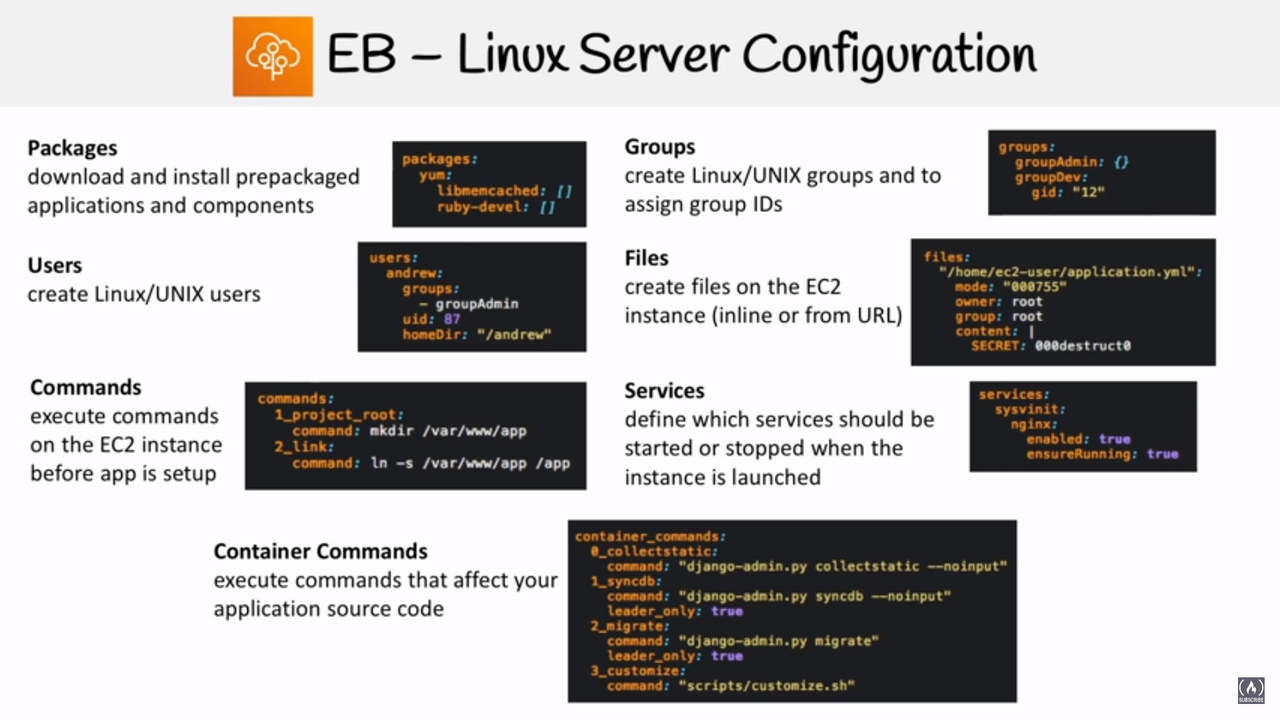 EB – Linux Server Configuration
Packages
download and install prepackaged
applications and components
packages:
  yum:
    libmemcached: []
    ruby-devel: []
Groups
create Linux/UNIX groups and to
assign group IDs
groups:
  groupAdmin: {}
  groupDev:
    gid: "12"
Users
create Linux/UNIX users
users:
  andrew:
    groups:
      – groupAdmin
    uid: 87
    homeDir: "/andrew"
Files
create files on the EC2
instance (inline or from URL)
files:
  "/home/ec2-user/application.yml":
    mode: "000755"
    owner: root
    group: root
    content: |
      SECRET: 000destruct0
Commands
execute commands
on the EC2 instance
before app is setup
commands:
  1_project_root:
    command: mkdir /var/www/app
  2_link:
    command: ln –s /var/www/app /app
Services
define which services should be
started or stopped when the
instance is launched
services:
  sysvinit:
    nginx:
      enabled: true
      ensureRunning: true
Container Commands
execute commands that affect your
application source code
container_commands:
  0_collectstatic:
    command: "django-admin.py collectstatic --noinput"
  1_syncdb:
    command: "django-admin.py syncdb --noinput"
    leader_only: true
  2_migrate:
    command: "django-admin.py migrate"
    leader_only: true
  3_customize:
    command: "scripts/customize.sh"
SUBSCRIBE